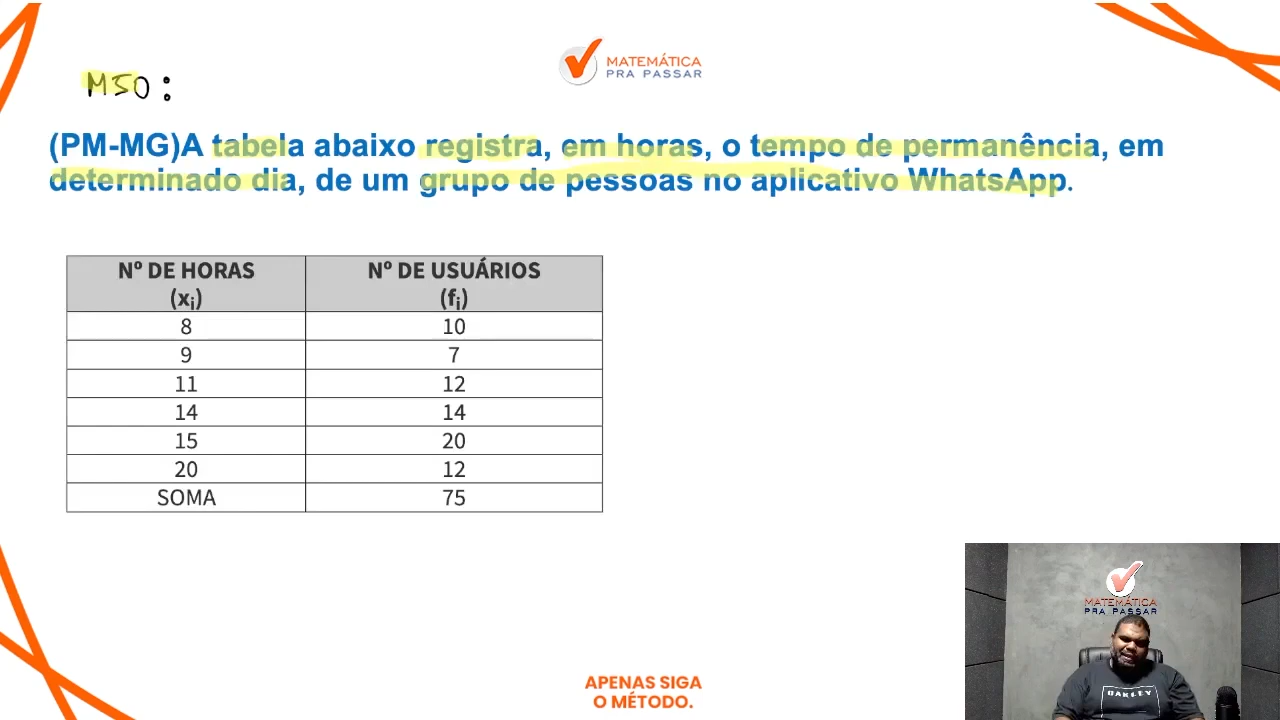 MATEMÁTICA
PRA PASSAR
M50:
(PM-MG)A tabela abaixo registra, em horas, o tempo de permanência, em
determinado dia, de um grupo de pessoas no aplicativo WhatsApp.
Nº DE HORAS Nº DE USUÁRIOS
(xi) (fi)
8 10
9 7
11 12
14 14
15 20
20 12
SOMA 75
MATEMÁTICA
PRA PASSAR
OAKLEY
APENAS SIGA
O MÉTODO.